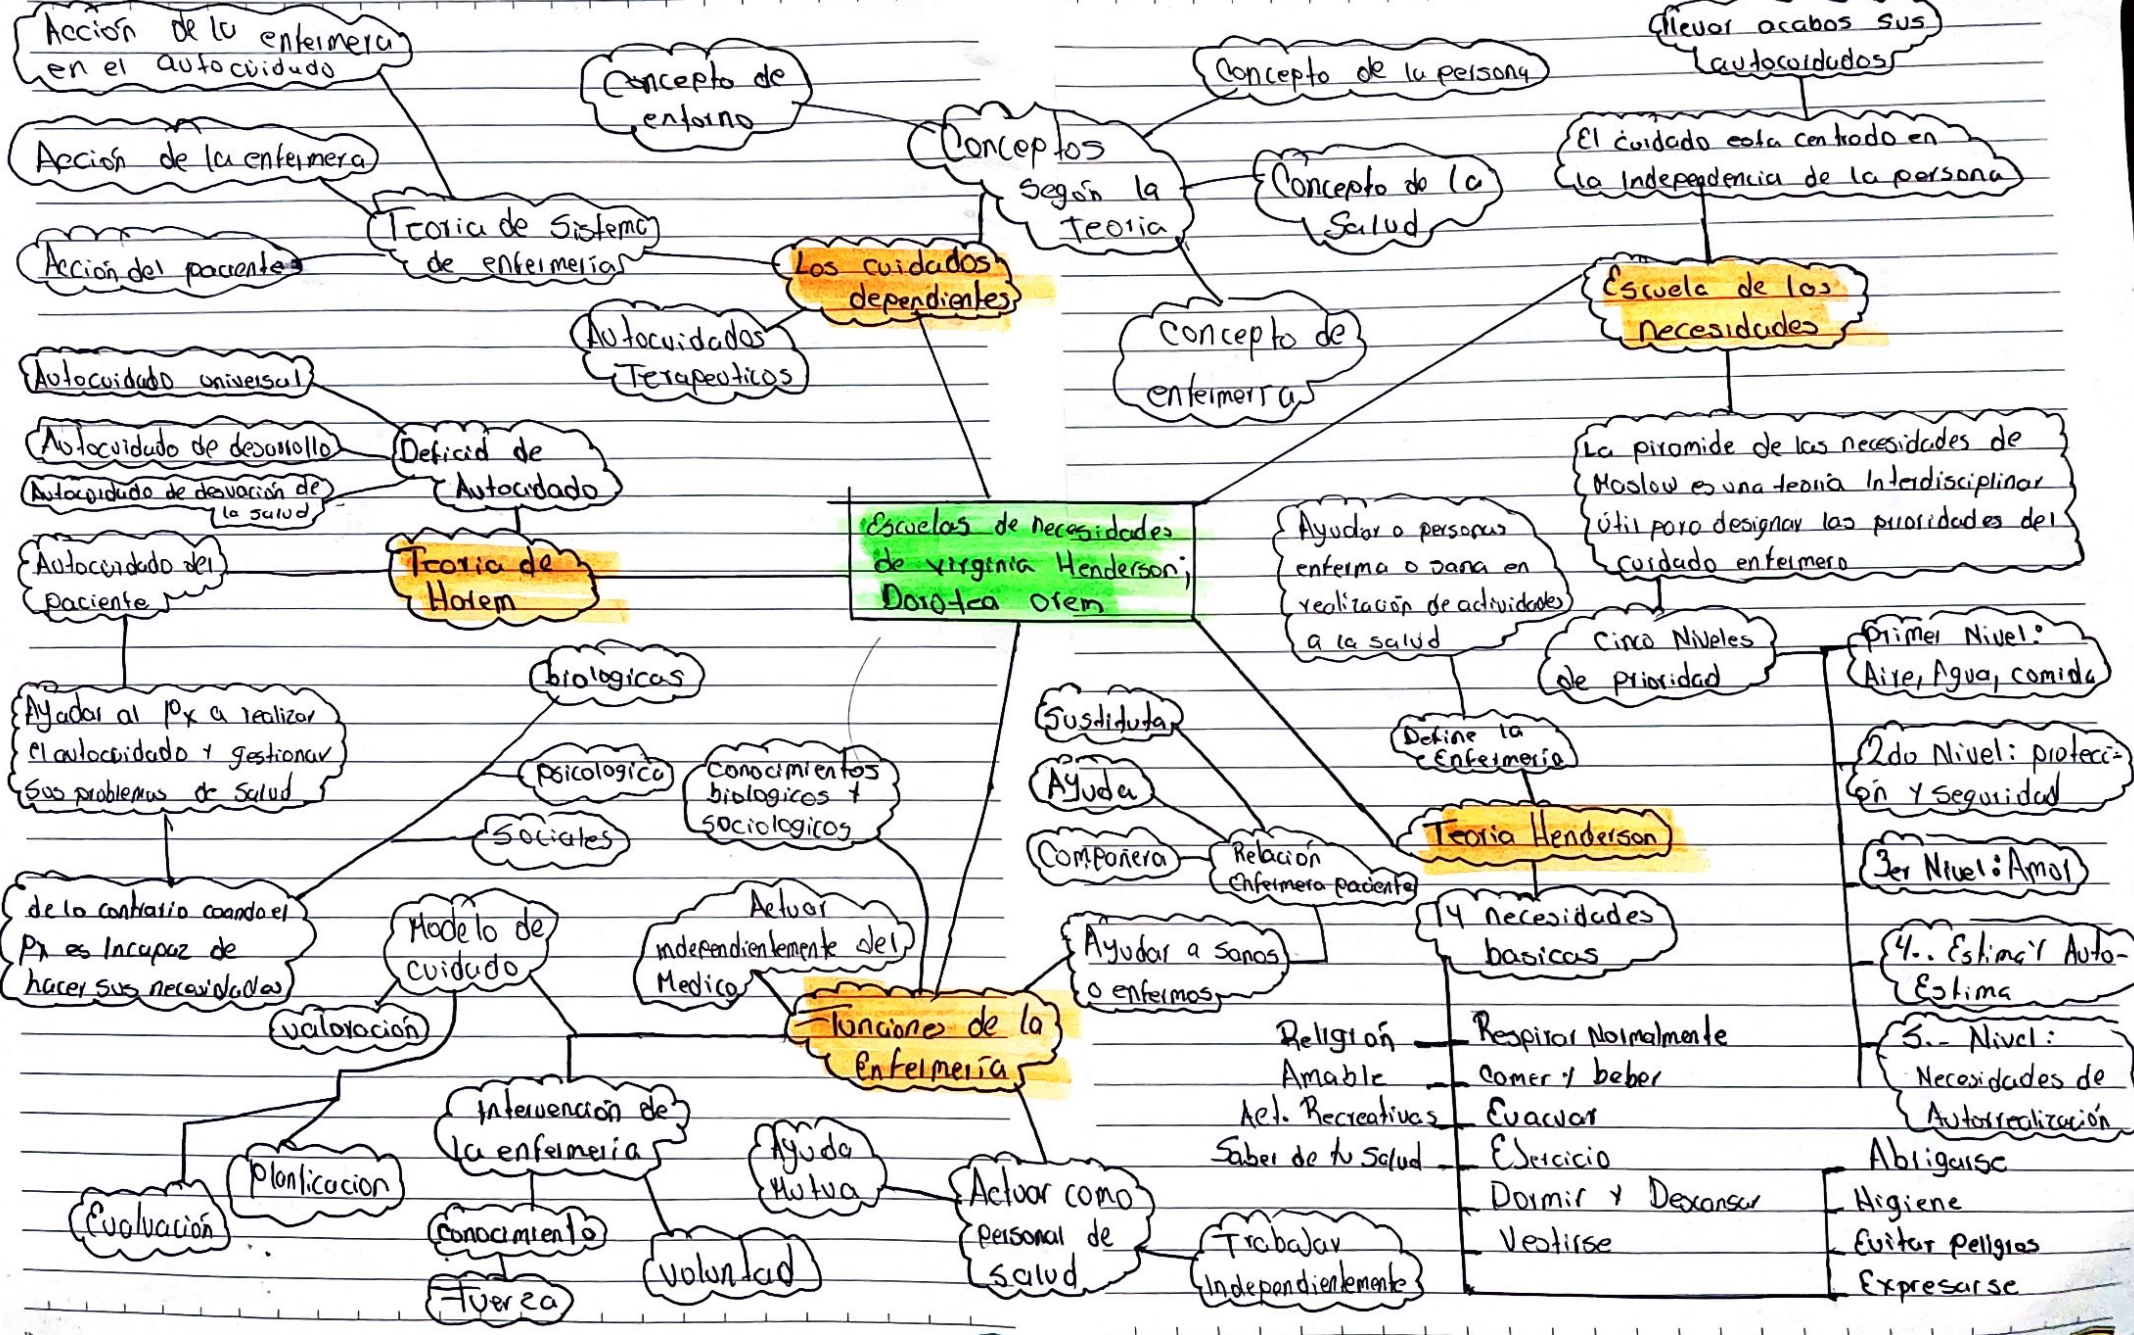 Acción de la enfermera
en el autocuidado
Acción de la enfermera
Acción del paciente
Teoria de Sistema
de enfermerias
Concepto de
entorno
Conceptos
Según la
Teoria
Concepto de la persona
Concepto de la
Salud
Concepto de
enfermerras
Los cuidados
dependientes
Autocuidados
Terapeuticos
llevar acabos sus
autocuidados
El cuidado esta centrado en
la Independencia de la persona
Escuela de las
necesidades
La piramide de las necesidades de
Maslow es una teoria Interdisciplinar
útil para designar las prioridades del
cuidado enfermero
Cinco Niveles
de prioridad
primer Nivel:
Aire, Agua, comida
2do Nivel: protecci-
ón y seguridad
3er Nivel: Amor
4.. Estima y Auto-
Estima
5.- Nivel:
Necesidades de
Autorrealización
Autocuidado universal
Autocuidado de desarrollo
Autocuidado de desvación de
la salud
Deficid de
Autocidado
Teoria de
Horem
Autocuidado del
paciente
Ayudar al Px a realizar
el autocuidado y gestionar
sus problemas de salud
de lo contrario cuando el
Px es Incapaz de
hacer sus necesidades
biologicas
psicologica
Sociales
Escuelas de necesidades
de virginia Henderson;
Dorotea orem
Ayudar a personas
enferma o sana en
realización de actividades
a la salud
Define la
Enfermeria
Teoria Henderson
14 necesidades
basicas
Religión
Amable
Act. Recreativas
Saber de tu Salud
Respirar Normalmente
Comer y beber
Evacuar
Ejercicio
Dormir y Descansar
Vestirse
Abrigarse
Higiene
Evitar peligros
Expresarse
Sustituta
Ayuda
Compañera
Relación
Enfermera paciente
Ayudar a sanos
o enfermos
Conocimientos
biologicos y
sociologicos
Actuar
independientemente del
Medico
Funciones de la
Enfermería
Modelo de
cuidado
valoración
Planficacion
Evaluación
Intervención de
la enfermería
Conocimiento
Fuerza
Voluntad
Ayuda
Mutua
Actuar como
personal de
salud
Trabajar
Independientemente